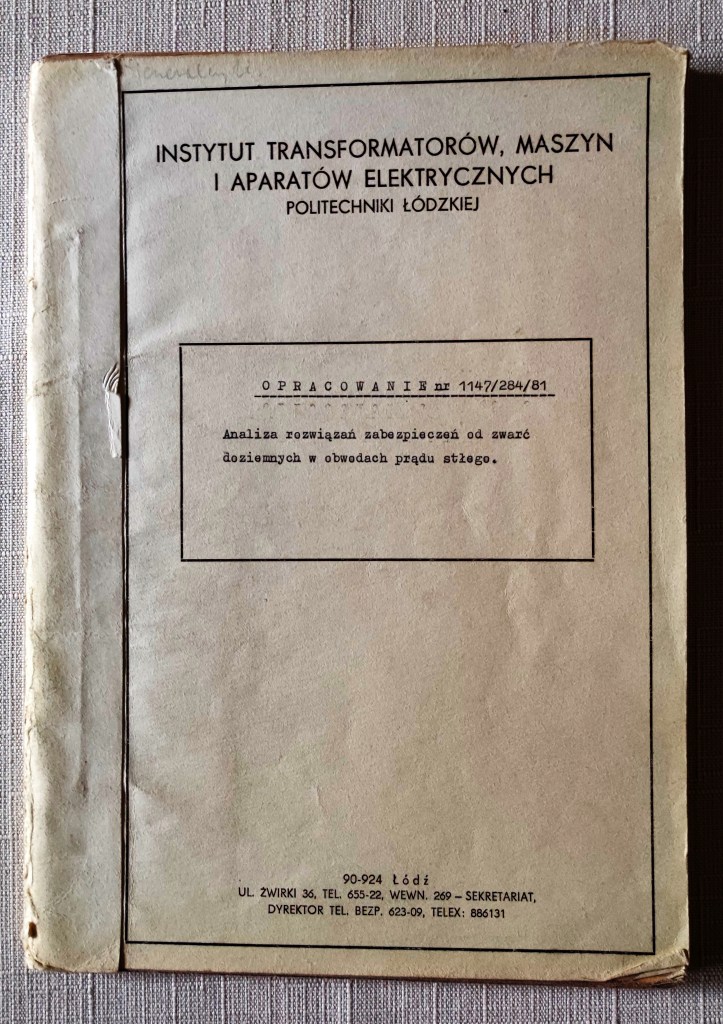 INSTYTUT TRANSFORMATORÓW, MASZYN
I APARATÓW ELEKTRYCZNYCH
POLITECHNIKI ŁÓDZKIEJ
OPRACOWANIE nr 1147/284/81
Analiza rozwiązań zabezpieczeń od zwarć
doziemnych w obwodach prądu stłego.
90-924 Łódź
UL. ŻWIRKI 36, TEL. 655-22, WEWN. 269 – SEKRETARIAT,
DYREKTOR TEL. BEZP. 623-09, TELEX: 886131